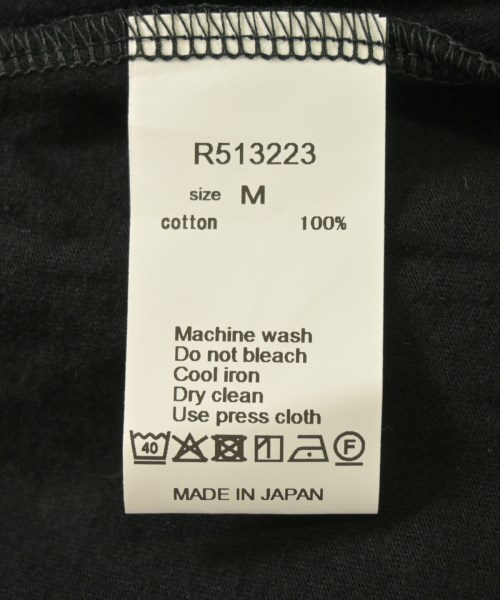 R513223
size M
cotton 100%
Machine wash
Do not bleach
Cool iron
Dry clean
Use press cloth
40 F
MADE IN JAPAN